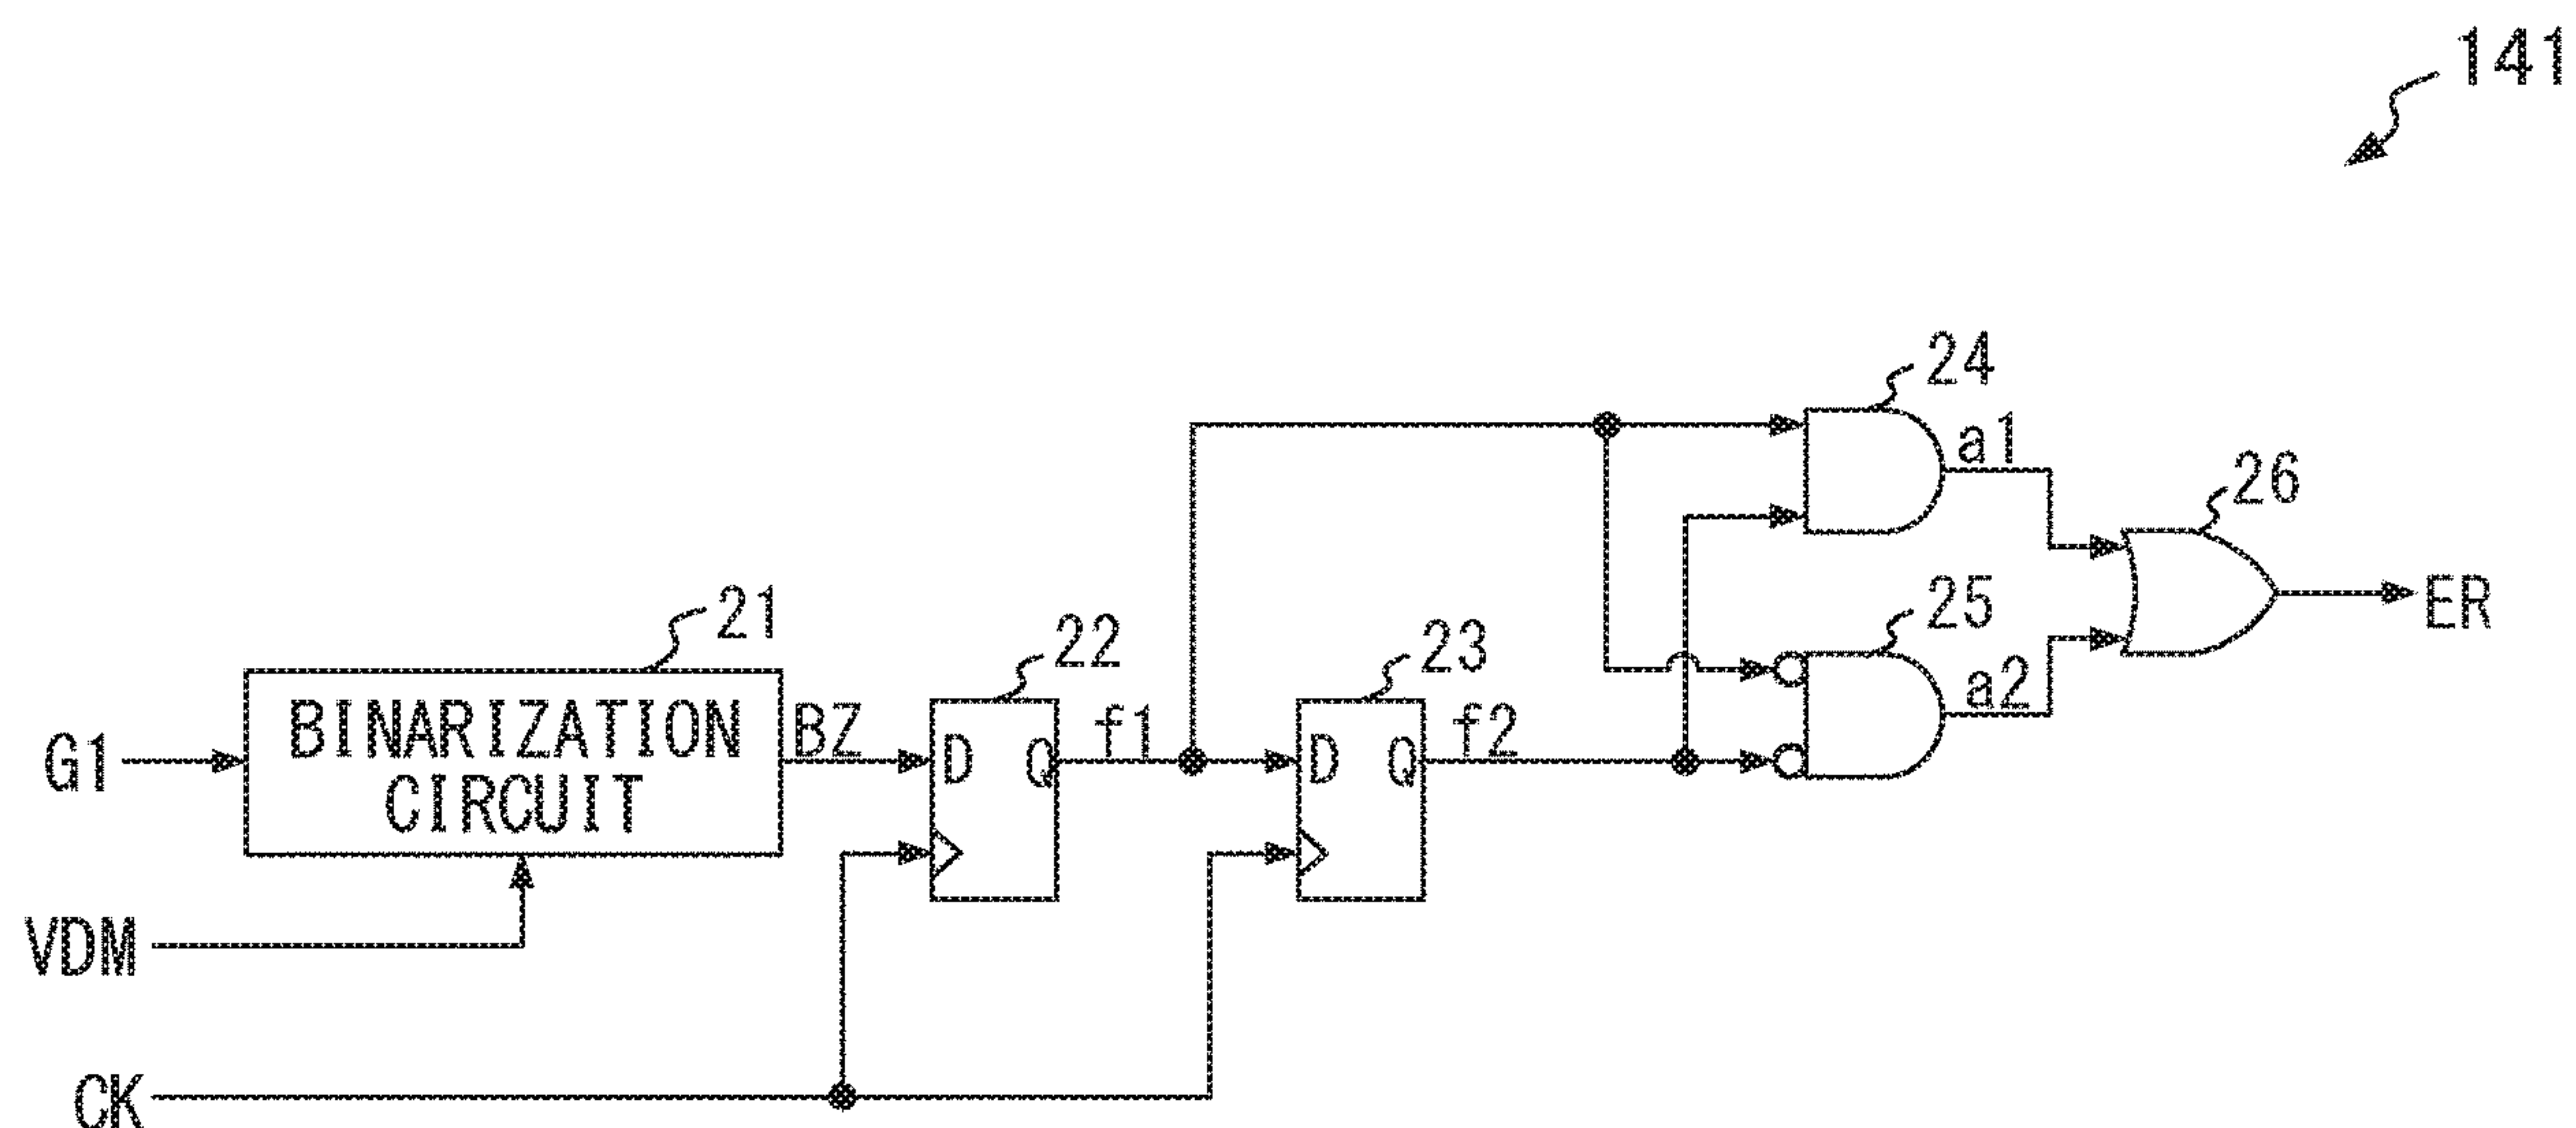 141
24
a1
26
ER
21
22
23
25
a2
BINARIZATION
CIRCUIT
G1
BZ
D
Q
f1
D
Q
f2
VDM
CK